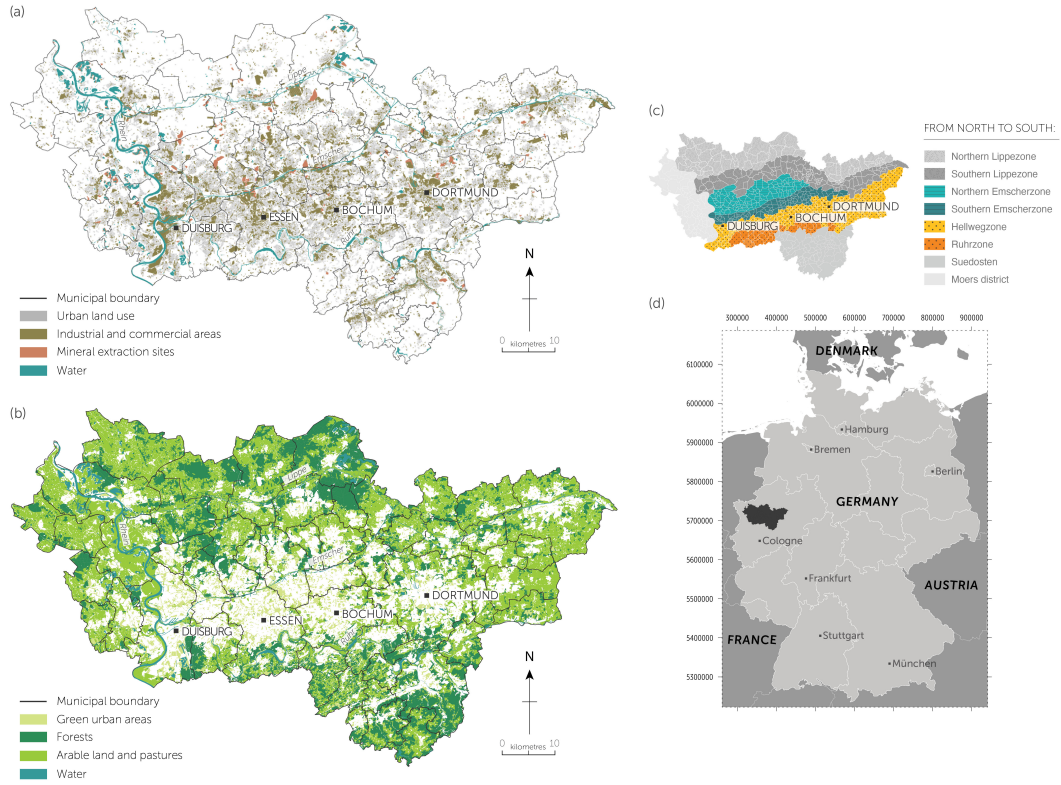 (a)
Lippe
Rhein
DORTMUND
BOCHUM
ESSEN
DUISBURG
N
Municipal boundary
Urban land use
Industrial and commercial areas
Mineral extraction sites
Water
0 kilometres 10
(b)
Lippe
Rhein
Emscher
DORTMUND
BOCHUM
ESSEN
DUISBURG
Ruhr
N
Municipal boundary
Green urban areas
Forests
Arable land and pastures
Water
0 kilometres 10
(c)
FROM NORTH TO SOUTH:
Northern Lippezone
Southern Lippezone
Northern Emscherzone
Southern Emscherzone
Hellwegzone
Ruhrzone
Suedosten
Moers district
DORTMUND
BOCHUM
DUISBURG
(d)
300000 400000 500000 600000 700000 800000 900000
6100000
6000000
5900000
5800000
5700000
5600000
5500000
5400000
5300000
DENMARK
Hamburg
Bremen
Berlin
GERMANY
Cologne
Frankfurt
AUSTRIA
FRANCE
Stuttgart
München